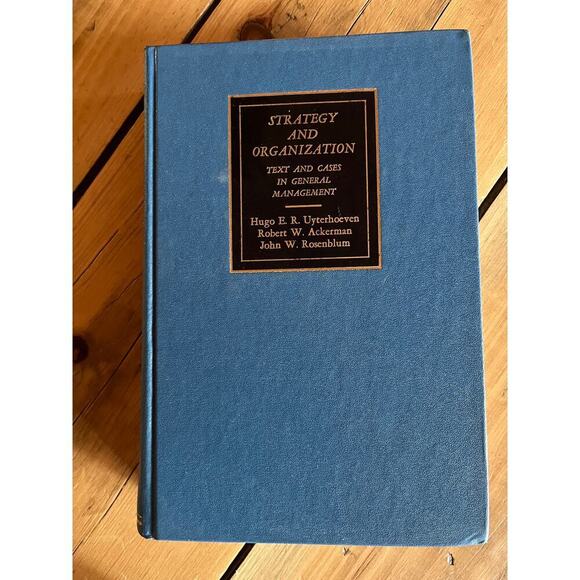 STRATEGY
AND
ORGANIZATION
TEXT AND CASES
IN GENERAL
MANAGEMENT
Hugo E. R. Uyterhoeven
Robert W. Ackerman
John W. Rosenblum